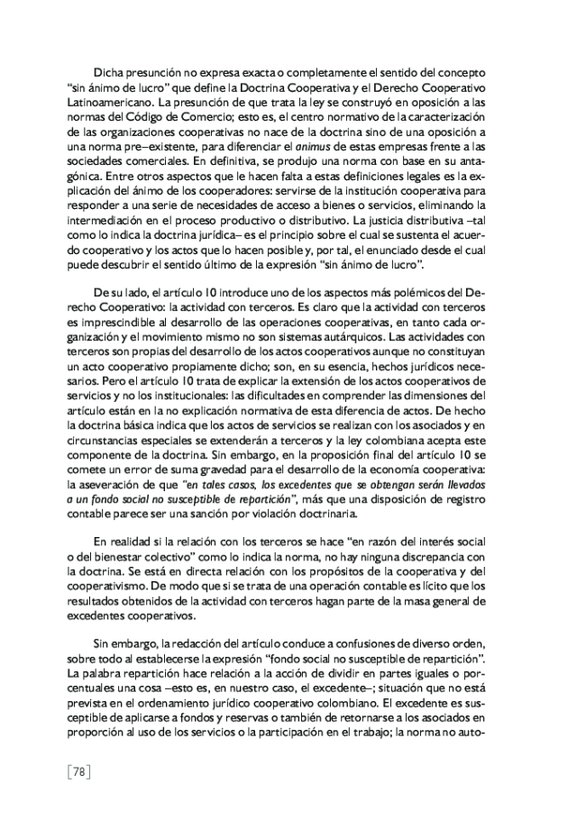 Dicha presunción no expresa exacta o completamente el sentido del concepto
“sin ánimo de lucro” que define la Doctrina Cooperativa y el Derecho Cooperativo
Latinoamericano. La presunción de que trata la ley se construyó en oposición a las
normas del Código de Comercio; esto es, el centro normativo de la caracterización
de las organizaciones cooperativas no nace de la doctrina sino de una oposición a
una norma pre–existente, para diferenciar el animus de estas empresas frente a las
sociedades comerciales. En definitiva, se produjo una norma con base en su anta-
gónica. Entre otros aspectos que le hacen falta a estas definiciones legales es la ex-
plicación del ánimo de los cooperadores: servirse de la institución cooperativa para
responder a una serie de necesidades de acceso a bienes o servicios, eliminando la
intermediación en el proceso productivo o distributivo. La justicia distributiva –tal
como lo indica la doctrina jurídica– es el principio sobre el cual se sustenta el acuer-
do cooperativo y los actos que lo hacen posible y, por tal, el enunciado desde el cual
puede descubrir el sentido último de la expresión “sin ánimo de lucro”.
De su lado, el artículo 10 introduce uno de los aspectos más polémicos del De-
recho Cooperativo: la actividad con terceros. Es claro que la actividad con terceros
es imprescindible al desarrollo de las operaciones cooperativas, en tanto cada or-
ganización y el movimiento mismo no son sistemas autárquicos. Las actividades con
terceros son propias del desarrollo de los actos cooperativos aunque no constituyan
un acto cooperativo propiamente dicho; son, en su esencia, hechos jurídicos nece-
sarios. Pero el artículo 10 trata de explicar la extensión de los actos cooperativos de
servicios y no los institucionales: las dificultades en comprender las dimensiones del
artículo están en la no explicación normativa de esta diferencia de actos. De hecho
la doctrina básica indica que los actos de servicios se realizan con los asociados y en
circunstancias especiales se extenderán a terceros y la ley colombiana acepta este
componente de la doctrina. Sin embargo, en la proposición final del artículo 10 se
comete un error de suma gravedad para el desarrollo de la economía cooperativa:
la aseveración de que “en tales casos, los excedentes que se obtengan serán llevados
a un fondo social no susceptible de repartición”, más que una disposición de registro
contable parece ser una sanción por violación doctrinaria.
En realidad si la relación con los terceros se hace “en razón del interés social
o del bienestar colectivo” como lo indica la norma, no hay ninguna discrepancia con
la doctrina. Se está en directa relación con los propósitos de la cooperativa y del
cooperativismo. De modo que si se trata de una operación contable es lícito que los
resultados obtenidos de la actividad con terceros hagan parte de la masa general de
excedentes cooperativos.
Sin embargo, la redacción del artículo conduce a confusiones de diverso orden,
sobre todo al establecerse la expresión “fondo social no susceptible de repartición”.
La palabra repartición hace relación a la acción de dividir en partes iguales o por-
centuales una cosa –esto es, en nuestro caso, el excedente–; situación que no está
prevista en el ordenamiento jurídico cooperativo colombiano. El excedente es sus-
ceptible de aplicarse a fondos y reservas o también de retornarse a los asociados en
proporción al uso de los servicios o la participación en el trabajo; la norma no auto-
[78]